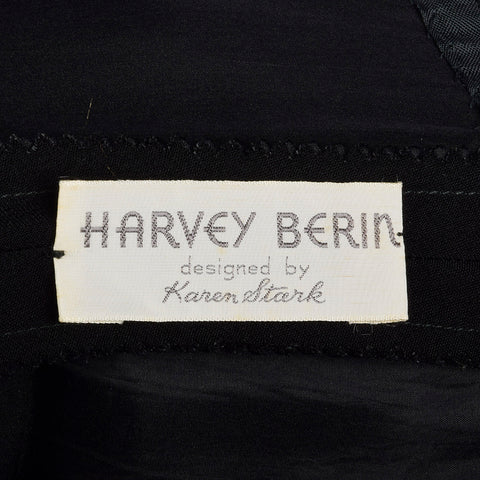 HARVEY BERIN
designed by
Karen Stark